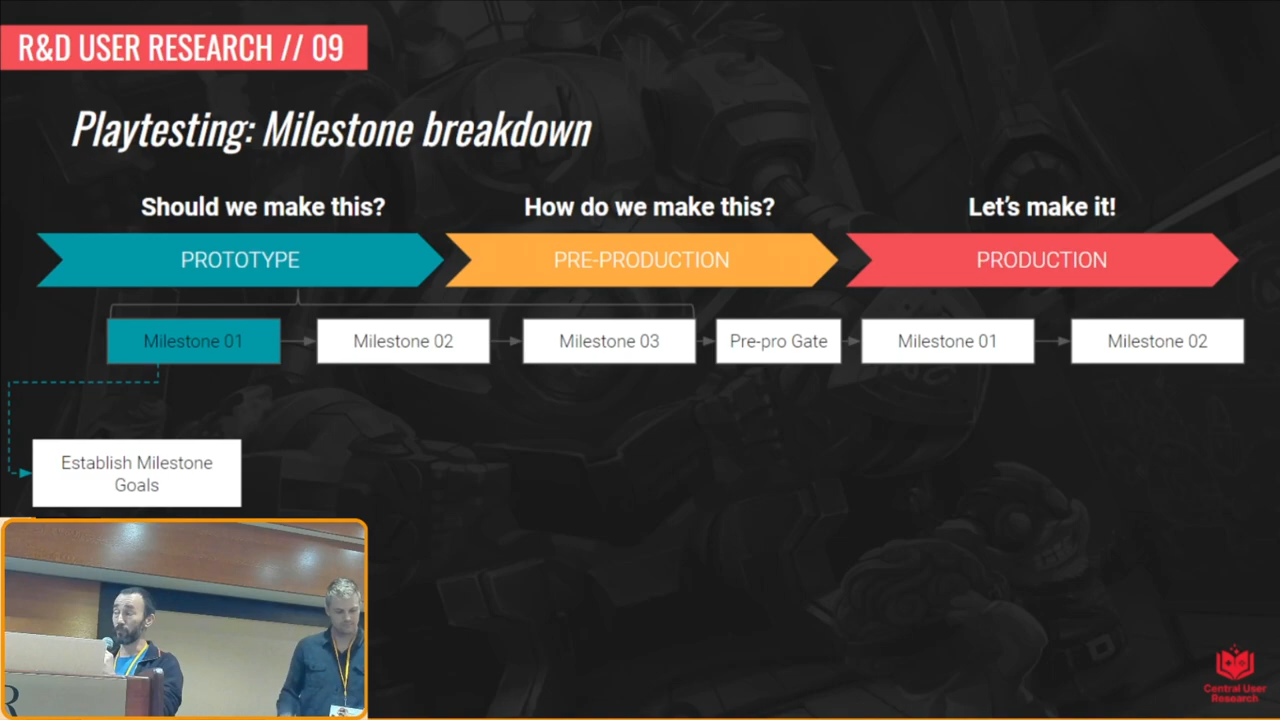 R&D USER RESEARCH // 09
Playtesting: Milestone breakdown
Should we make this?
How do we make this?
Let's make it!
PROTOTYPE
PRE-PRODUCTION
PRODUCTION
Milestone 01
Milestone 02
Milestone 03
Pre-pro Gate
Milestone 01
Milestone 02
Establish Milestone
Goals
R
Central User
Research